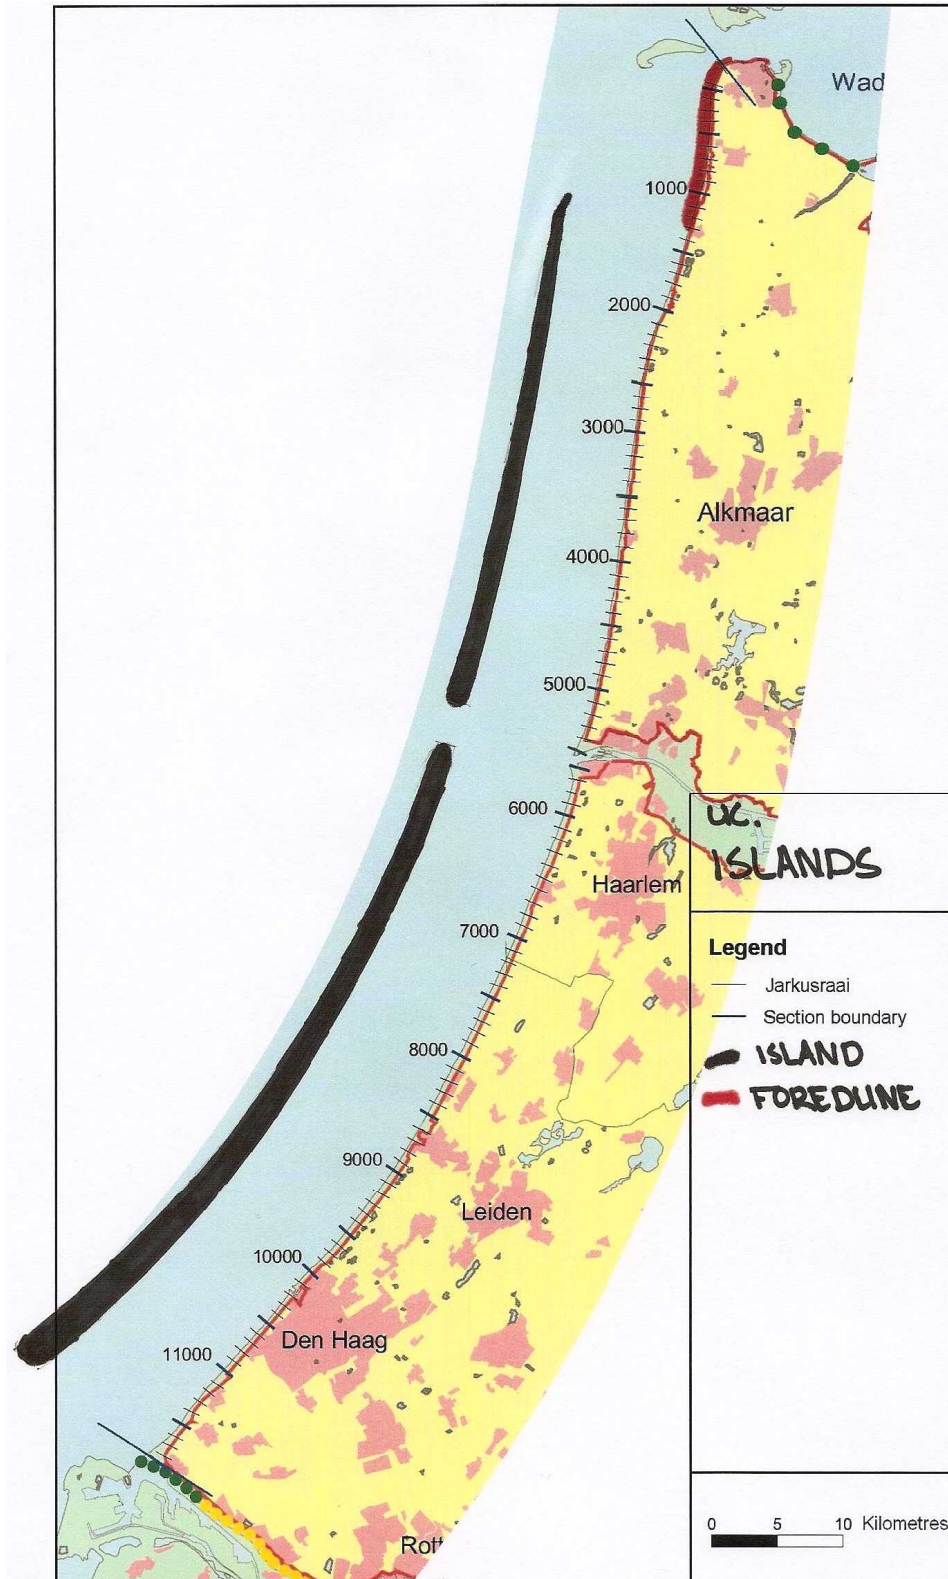 Wad
1000
2000
3000
Alkmaar
4000
5000
6000
UC.
ISLANDS
Haarlem
7000
Legend
Jarkusraai
Section boundary
ISLAND
FOREDUNE
8000
9000
Leiden
10000
Den Haag
11000
0 5 10 Kilometres
Rott